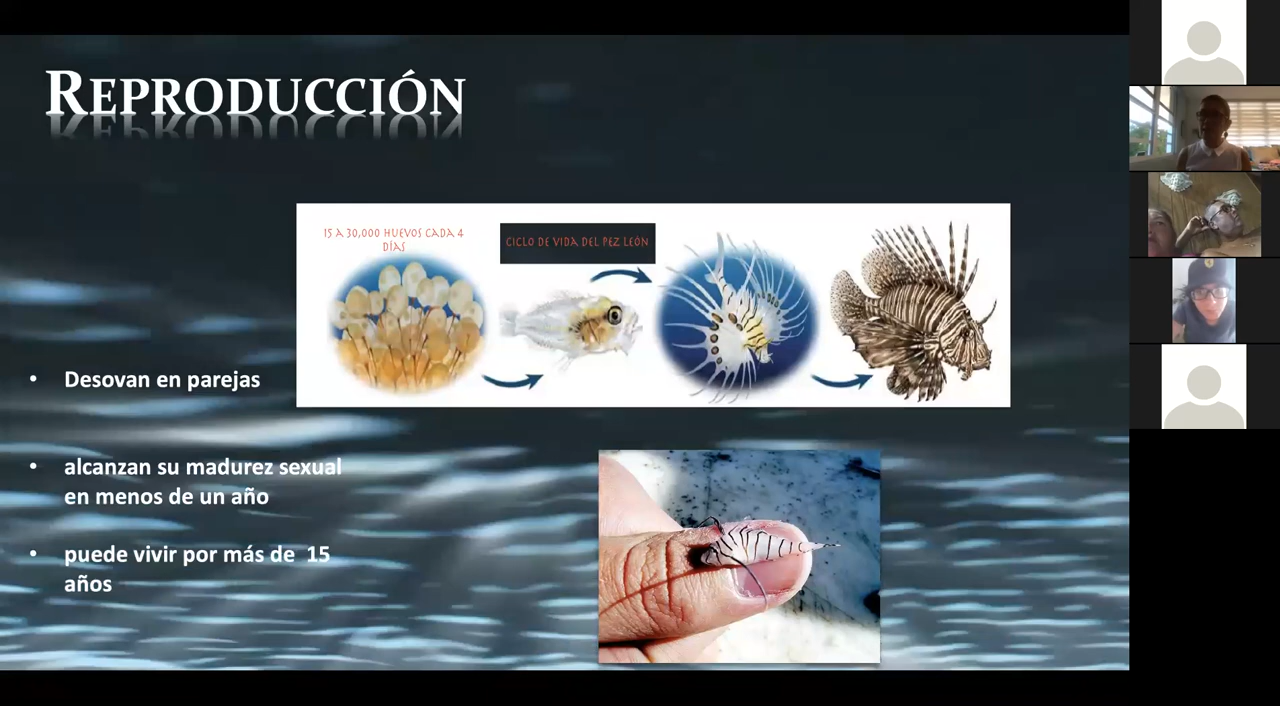 REPRODUCCIÓN
15 A 30,000 HUEVOS CADA 4
DÍAS
CICLO DE VIDA DEL PEZ LEÓN
• Desovan en parejas
• alcanzan su madurez sexual
en menos de un año
• puede vivir por más de 15
años